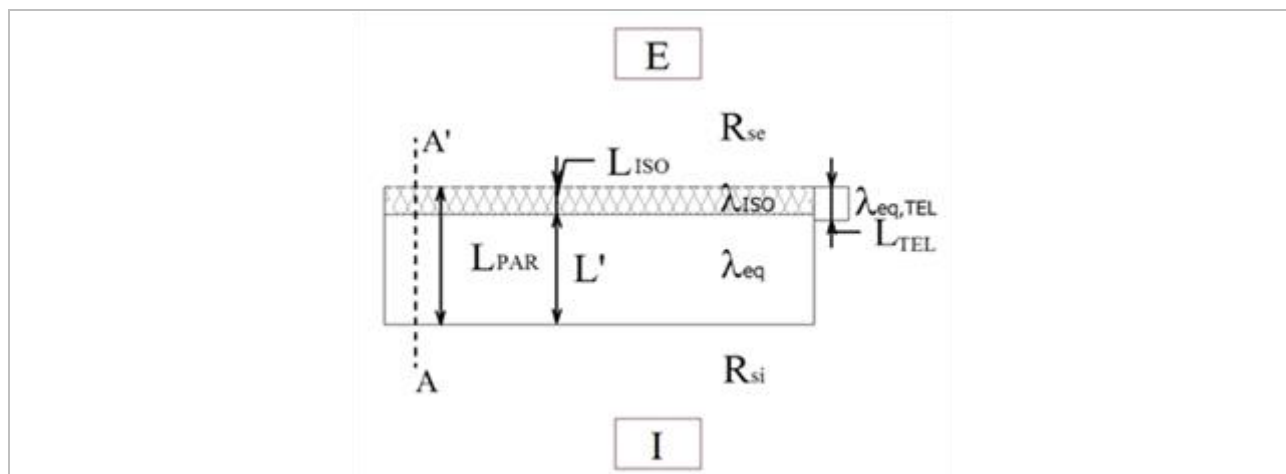 E
Rse
A'
LISO
λISO
λeq,TEL
LTEL
LPAR
L'
λeq
A
Rsi
I